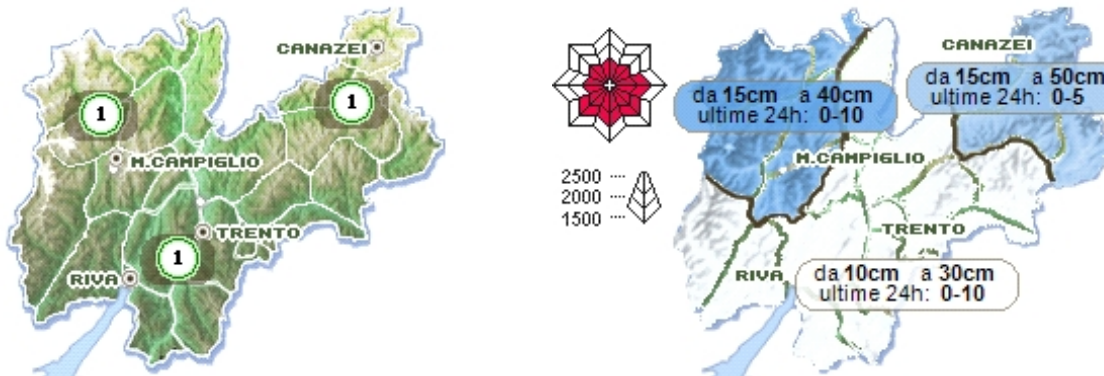 CANAZEI
1
1
M.CAMPIGLIO
TRENTO
1
RIVA
CANAZEI
da 15cm a 50cm
ultime 24h: 0-5
da 15cm a 40cm
ultime 24h: 0-10
M.CAMPIGLIO
2500
2000
1500
TRENTO
RIVA
da 10cm a 30cm
ultime 24h: 0-10